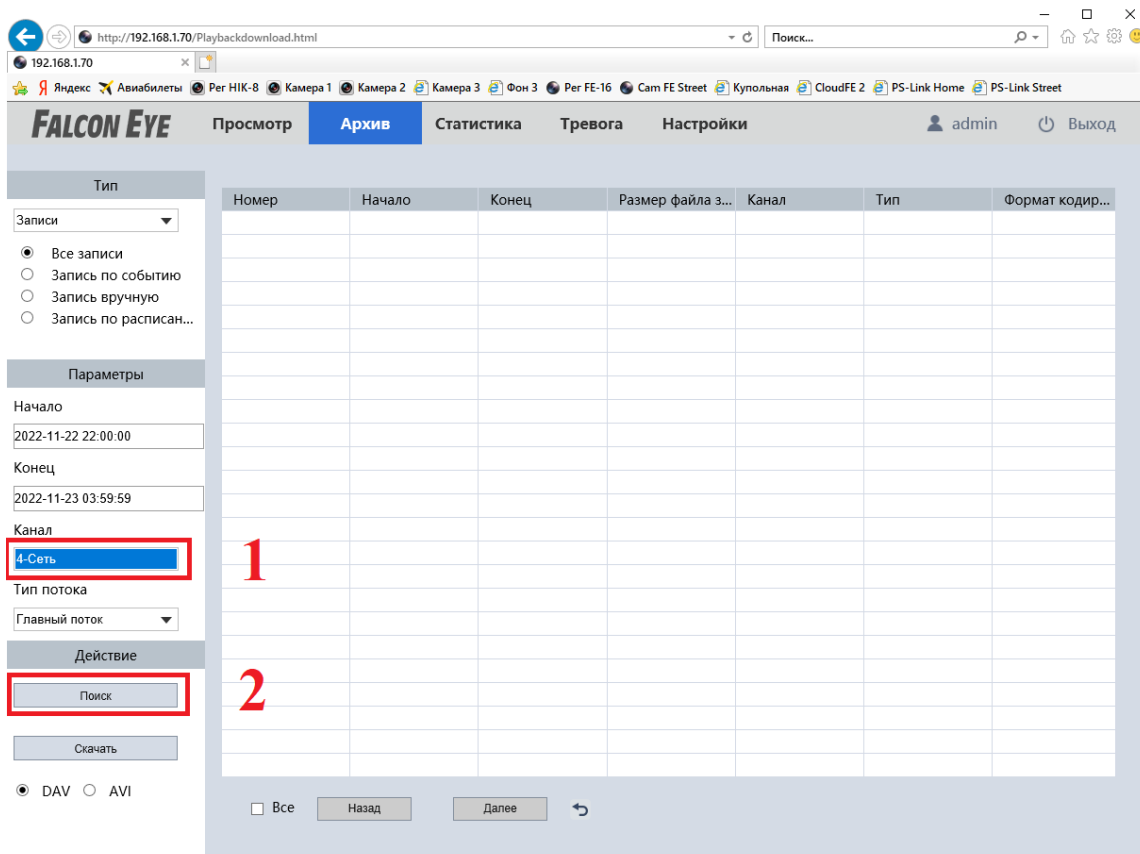 http://192.168.1.70/Playbackdownload.html
Поиск...
192.168.1.70
Яндекс Авиабилеты Рег HIK-8 Камера 1 Камера 2 Камера 3 Фон 3 Рег FE-16 Cam FE Street Купольная CloudFE 2 PS-Link Home PS-Link Street
FALCON EYE Просмотр Архив Статистика Тревога Настройки admin Выход
Тип
Номер Начало Конец Размер файла з... Канал Тип Формат кодир...
Записи
Все записи
Запись по событию
Запись вручную
Запись по расписан...
Параметры
Начало
2022-11-22 22:00:00
Конец
2022-11-23 03:59:59
Канал
4-Сеть
1
Тип потока
Главный поток
Действие
Поиск
2
Скачать
DAV AVI
Все Назад Далее